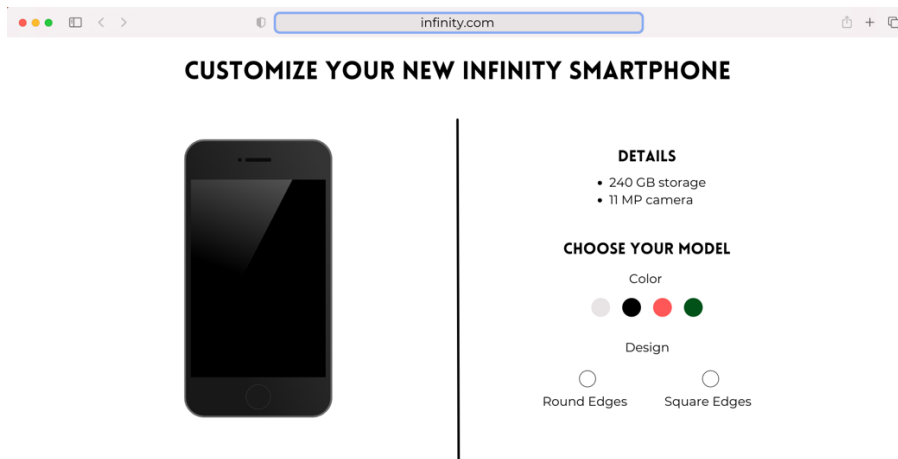 infinity.com
CUSTOMIZE YOUR NEW INFINITY SMARTPHONE
DETAILS
• 240 GB storage
• 11 MP camera
CHOOSE YOUR MODEL
Color
Design
Round Edges
Square Edges